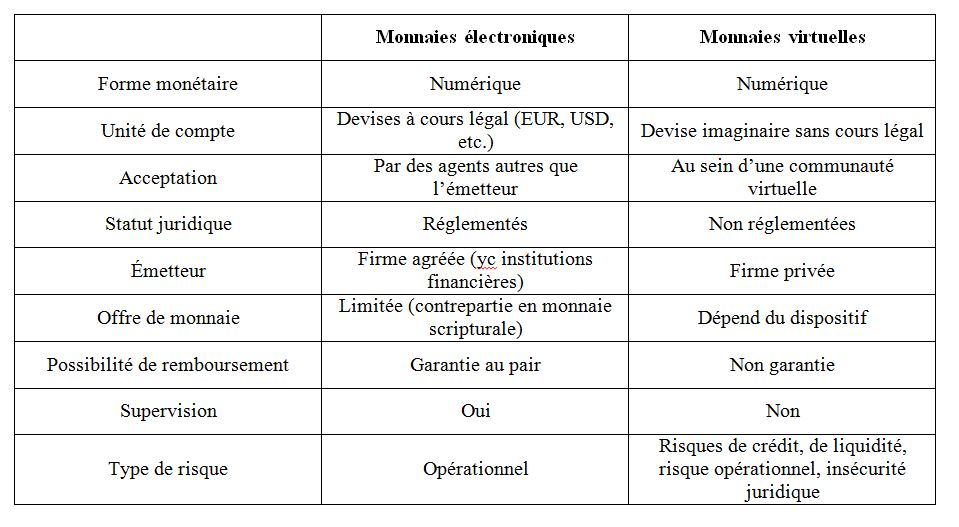 Monnaies électroniques Monnaies virtuelles
Forme monétaire Numérique Numérique
Unité de compte Devises à cours légal (EUR, USD,
etc.) Devise imaginaire sans cours légal
Acceptation Par des agents autres que
l’émetteur Au sein d’une communauté
virtuelle
Statut juridique Réglementés Non réglementées
Émetteur Firme agréée (yc institutions
financières) Firme privée
Offre de monnaie Limitée (contrepartie en monnaie
scripturale) Dépend du dispositif
Possibilité de remboursement Garantie au pair Non garantie
Supervision Oui Non
Type de risque Opérationnel Risques de crédit, de liquidité,
risque opérationnel, insécurité
juridique